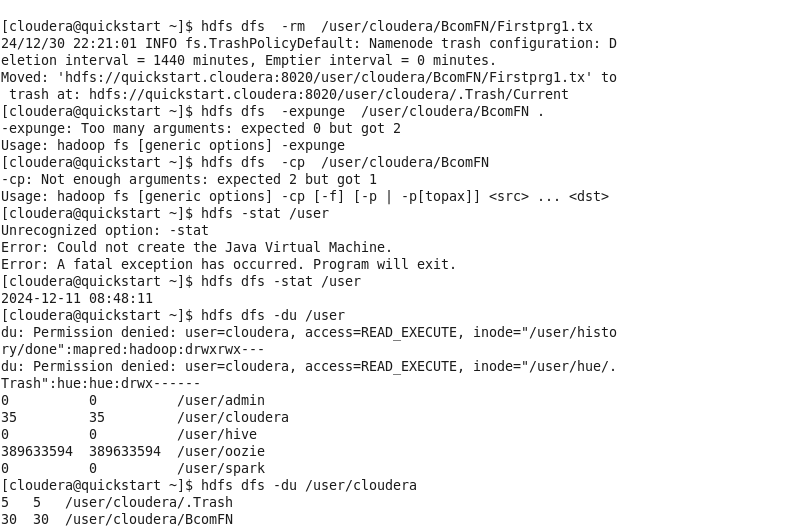 [cloudera@quickstart ~]$ hdfs dfs  -rm  /user/cloudera/BcomFN/Firstprg1.tx
24/12/30 22:21:01 INFO fs.TrashPolicyDefault: Namenode trash configuration: D
eletion interval = 1440 minutes, Emptier interval = 0 minutes.
Moved: 'hdfs://quickstart.cloudera:8020/user/cloudera/BcomFN/Firstprg1.tx' to
 trash at: hdfs://quickstart.cloudera:8020/user/cloudera/.Trash/Current
[cloudera@quickstart ~]$ hdfs dfs  -expunge  /user/cloudera/BcomFN .
-expunge: Too many arguments: expected 0 but got 2
Usage: hadoop fs [generic options] -expunge
[cloudera@quickstart ~]$ hdfs dfs  -cp  /user/cloudera/BcomFN
-cp: Not enough arguments: expected 2 but got 1
Usage: hadoop fs [generic options] -cp [-f] [-p | -p[topax]] <src> ... <dst>
[cloudera@quickstart ~]$ hdfs -stat /user
Unrecognized option: -stat
Error: Could not create the Java Virtual Machine.
Error: A fatal exception has occurred. Program will exit.
[cloudera@quickstart ~]$ hdfs dfs -stat /user
2024-12-11 08:48:11
[cloudera@quickstart ~]$ hdfs dfs -du /user
du: Permission denied: user=cloudera, access=READ_EXECUTE, inode="/user/histo
ry/done":mapred:hadoop:drwxrwx---
du: Permission denied: user=cloudera, access=READ_EXECUTE, inode="/user/hue/.
Trash":hue:hue:drwx------
0          0          /user/admin
35         35         /user/cloudera
0          0          /user/hive
389633594  389633594  /user/oozie
0          0          /user/spark
[cloudera@quickstart ~]$ hdfs dfs -du /user/cloudera
5   5   /user/cloudera/.Trash
30  30  /user/cloudera/BcomFN